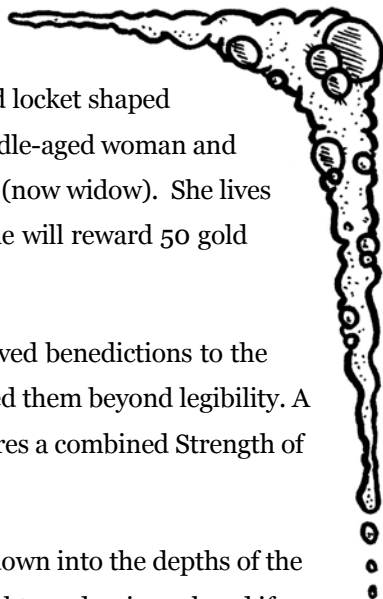 d locket shaped
dle-aged woman and
(now widow). She lives
e will reward 50 gold
ved benedictions to the
ed them beyond legibility. A
res a combined Strength of
own into the depths of the